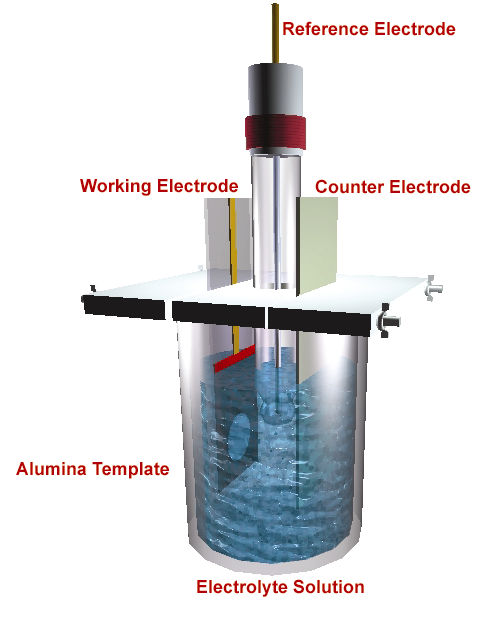 Reference Electrode
Working Electrode
Counter Electrode
Alumina Template
Electrolyte Solution